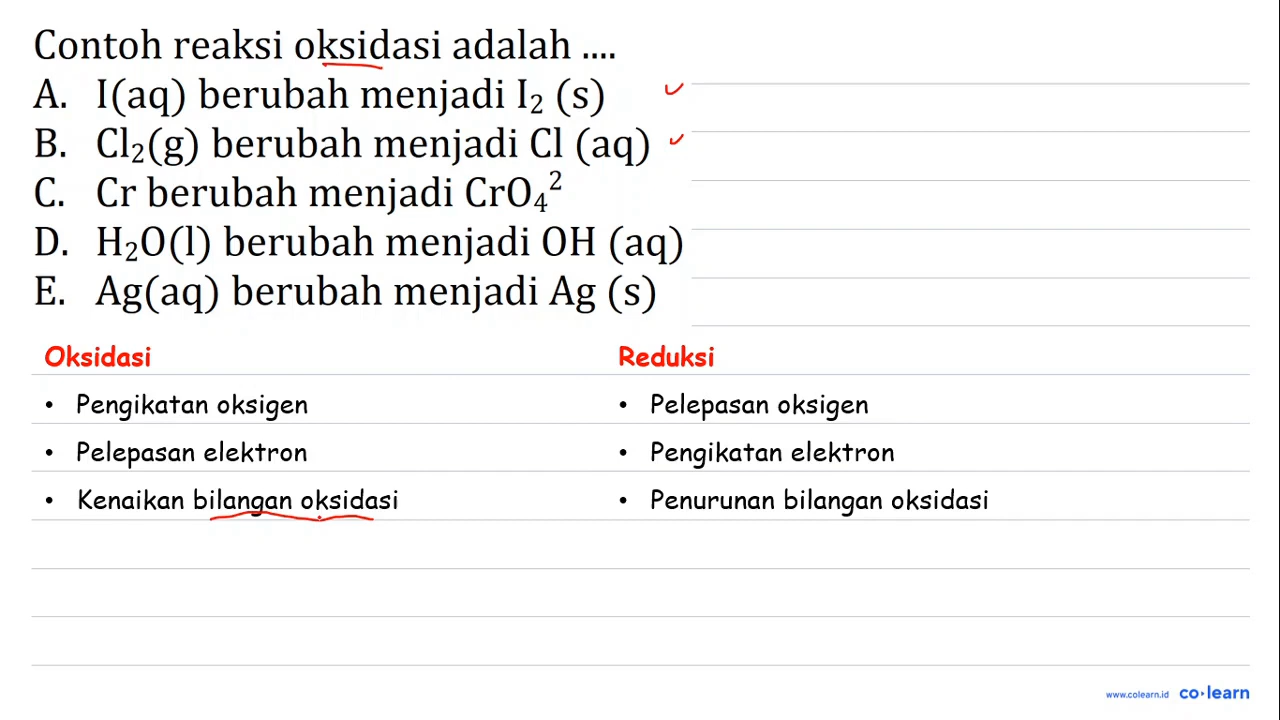 Contoh reaksi oksidasi adalah ....
A. I(aq) berubah menjadi I₂ (s)
B. Cl₂(g) berubah menjadi Cl (aq)
C. Cr berubah menjadi CrO₄²
D. H₂O(l) berubah menjadi OH (aq)
E. Ag(aq) berubah menjadi Ag (s)
Oksidasi
• Pengikatan oksigen
• Pelepasan elektron
• Kenaikan bilangan oksidasi
Reduksi
• Pelepasan oksigen
• Pengikatan elektron
• Penurunan bilangan oksidasi
www.colearn.id co·learn